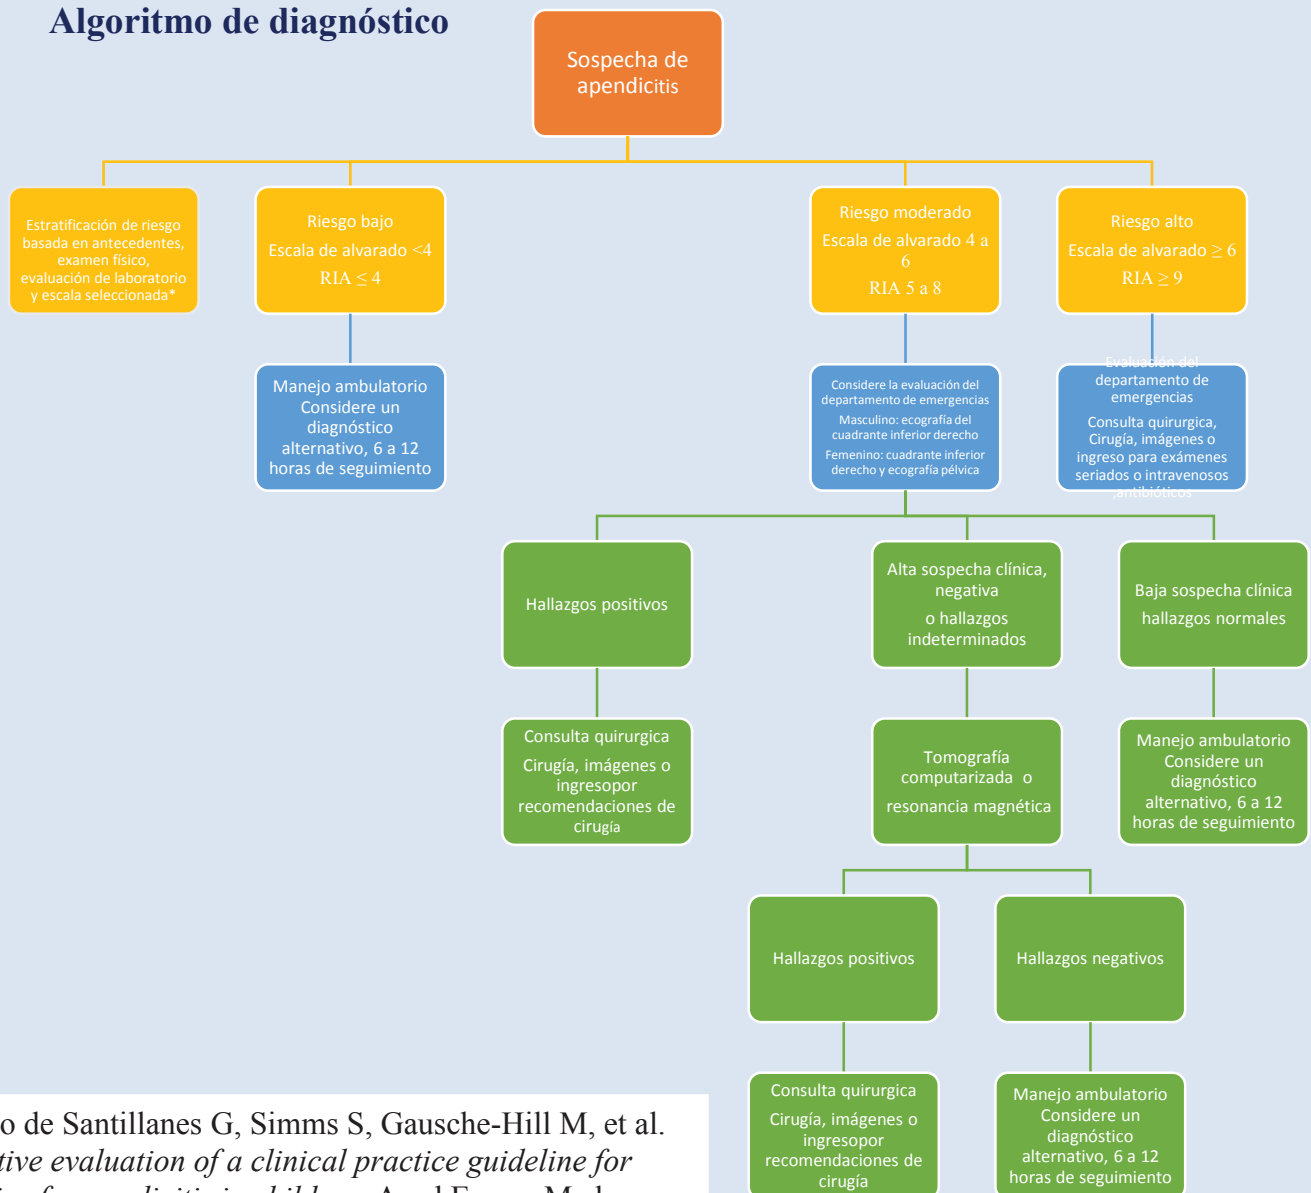 Algoritmo de diagnóstico
Sospecha de
apendicitis
Estratificación de riesgo
basada en antecedentes,
examen físico,
evaluación de laboratorio
y escala seleccionada*
Riesgo bajo
Escala de alvarado <4
RIA ≤ 4
Riesgo moderado
Escala de alvarado 4 a
6
RIA 5 a 8
Riesgo alto
Escala de alvarado ≥ 6
RIA ≥ 9
Manejo ambulatorio
Considere un
diagnóstico
alternativo, 6 a 12
horas de seguimiento
Considere la evaluación del
departamento de emergencias
Masculino: ecografía del
cuadrante inferior derecho
Femenino: cuadrante inferior
derecho y ecografía pélvica
Evaluación del
departamento de
emergencias
Consulta quirurgica,
Cirugía, imágenes o
ingreso para exámenes
seriados o intravenosos
,antibióticos
Hallazgos positivos
Alta sospecha clínica,
negativa
o hallazgos
indeterminados
Baja sospecha clínica
hallazgos normales
Consulta quirurgica
Cirugía, imágenes o
ingresopor
recomendaciones de
cirugía
Tomografía
computarizada o
resonancia magnética
Manejo ambulatorio
Considere un
diagnóstico
alternativo, 6 a 12
horas de seguimiento
Hallazgos positivos
Hallazgos negativos
Consulta quirurgica
Cirugía, imágenes o
ingresopor
recomendaciones de
cirugía
Manejo ambulatorio
Considere un
diagnóstico
alternativo, 6 a 12
horas de seguimiento
o de Santillanes G, Simms S, Gausche-Hill M, et al.
tive evaluation of a clinical practice guideline for